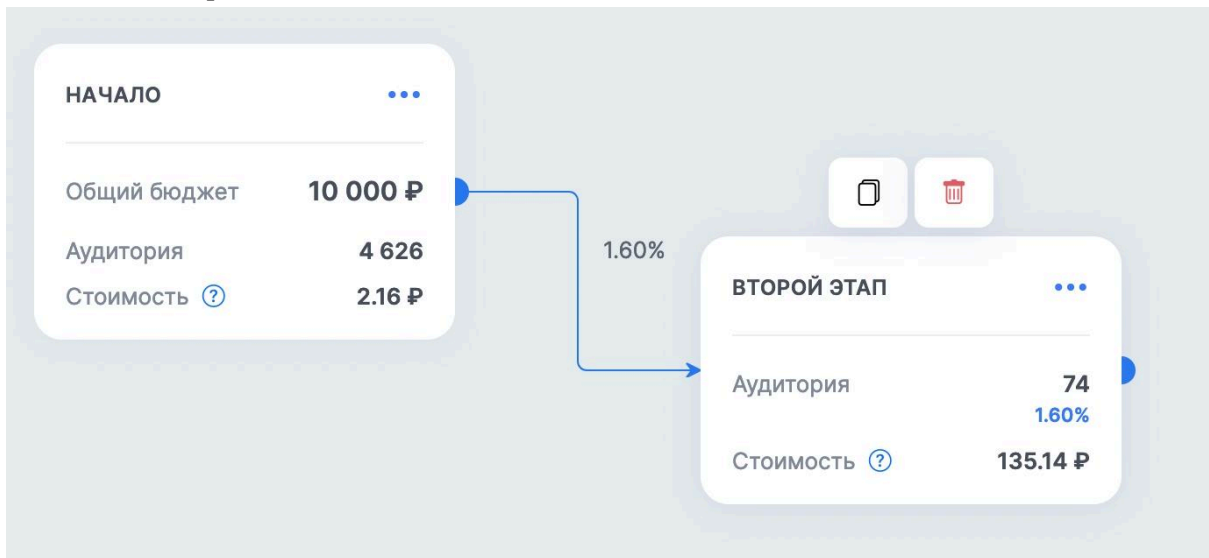 НАЧАЛО
Общий бюджет 10 000 ₽
Аудитория 4 626
Стоимость ? 2.16 ₽
1.60%
ВТОРОЙ ЭТАП
Аудитория 74
1.60%
Стоимость ? 135.14 ₽